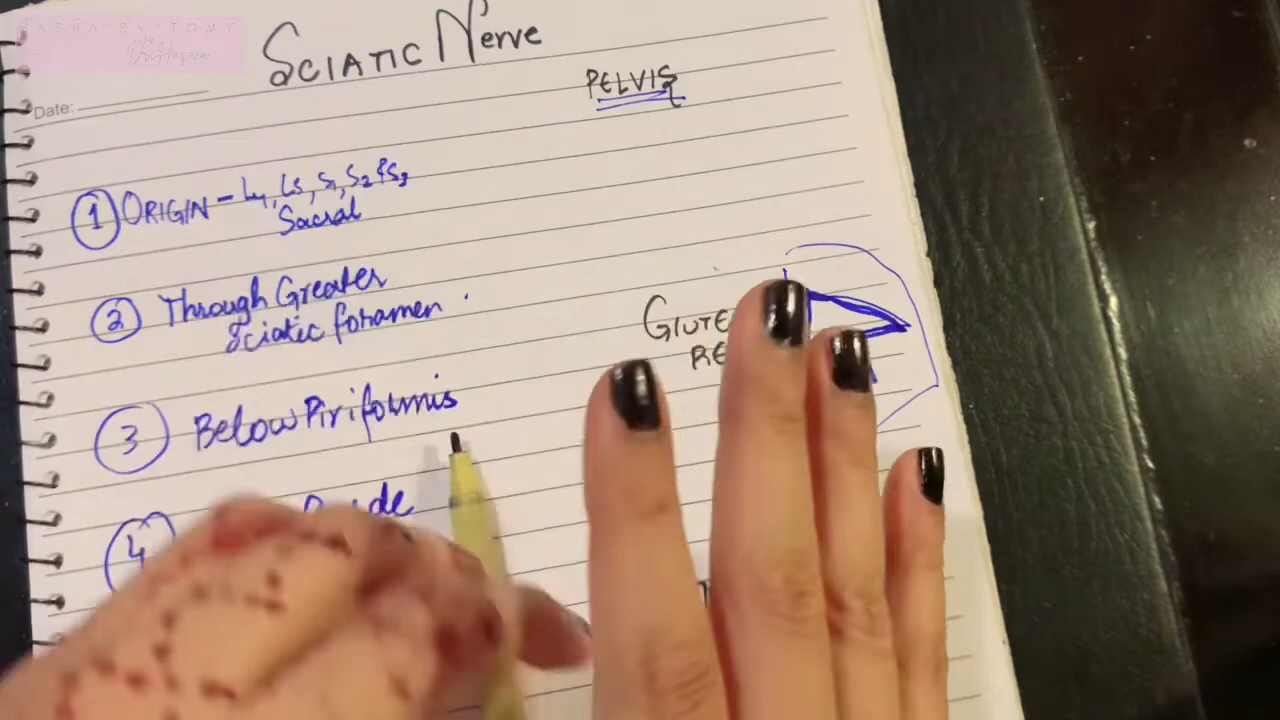 SCIATIC Nerve
PELVIS
Date:
1 ORIGIN - L4, L5, S1, S2 & S3
Sacral
2 Through Greater
Sciatic foramen.
GLUTE
RE
3 Below Piriformis
4